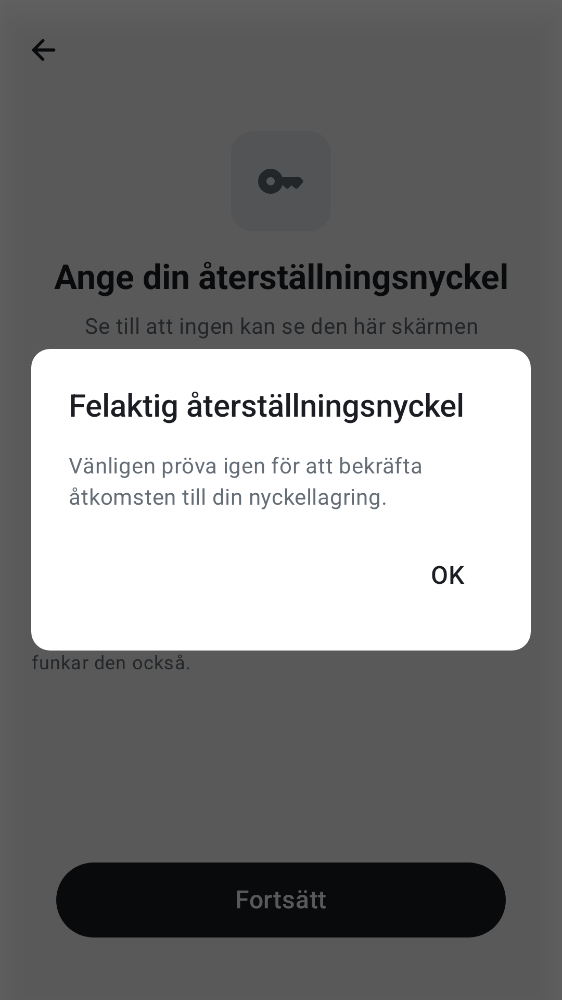 Ange din återställningsnyckel
Se till att ingen kan se den här skärmen
Felaktig återställningsnyckel
Vänligen pröva igen för att bekräfta
åtkomsten till din nyckellagring.
OK
funkar den också.
Fortsätt